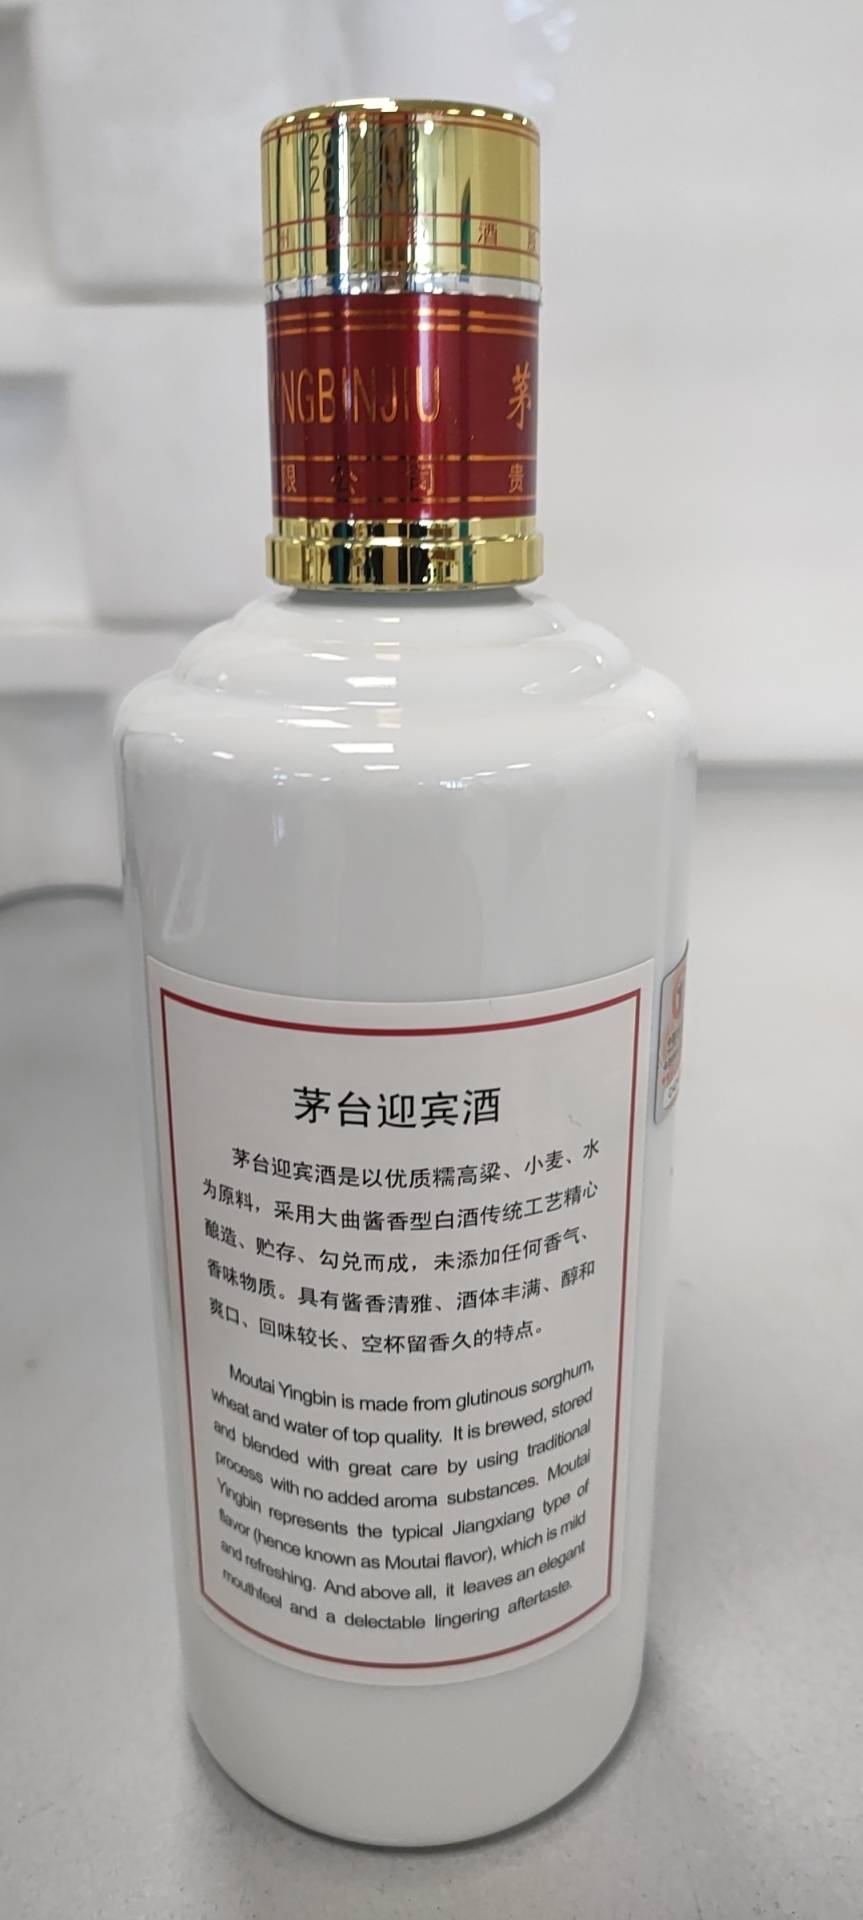 州 酒
YINGBINJIU 茅
限公司 贵
茅台迎宾酒
茅台迎宾酒是以优质糯高粱、小麦、水
为原料，采用大曲酱香型白酒传统工艺精心
酿造、贮存、勾兑而成，未添加任何香气、
香味物质。具有酱香清雅、酒体丰满、醇和
爽口、回味较长、空杯留香久的特点。
Moutai Yingbin is made from glutinous sorghum,
wheat and water of top quality. It is brewed, stored
and blended with great care by using traditional
process with no added aroma substances. Moutai
Yingbin represents the typical Jiangxiang type of
flavor (hence known as Moutai flavor), which is mild
and refreshing. And above all, it leaves an elegant
mouthfeel and a delectable lingering aftertaste.